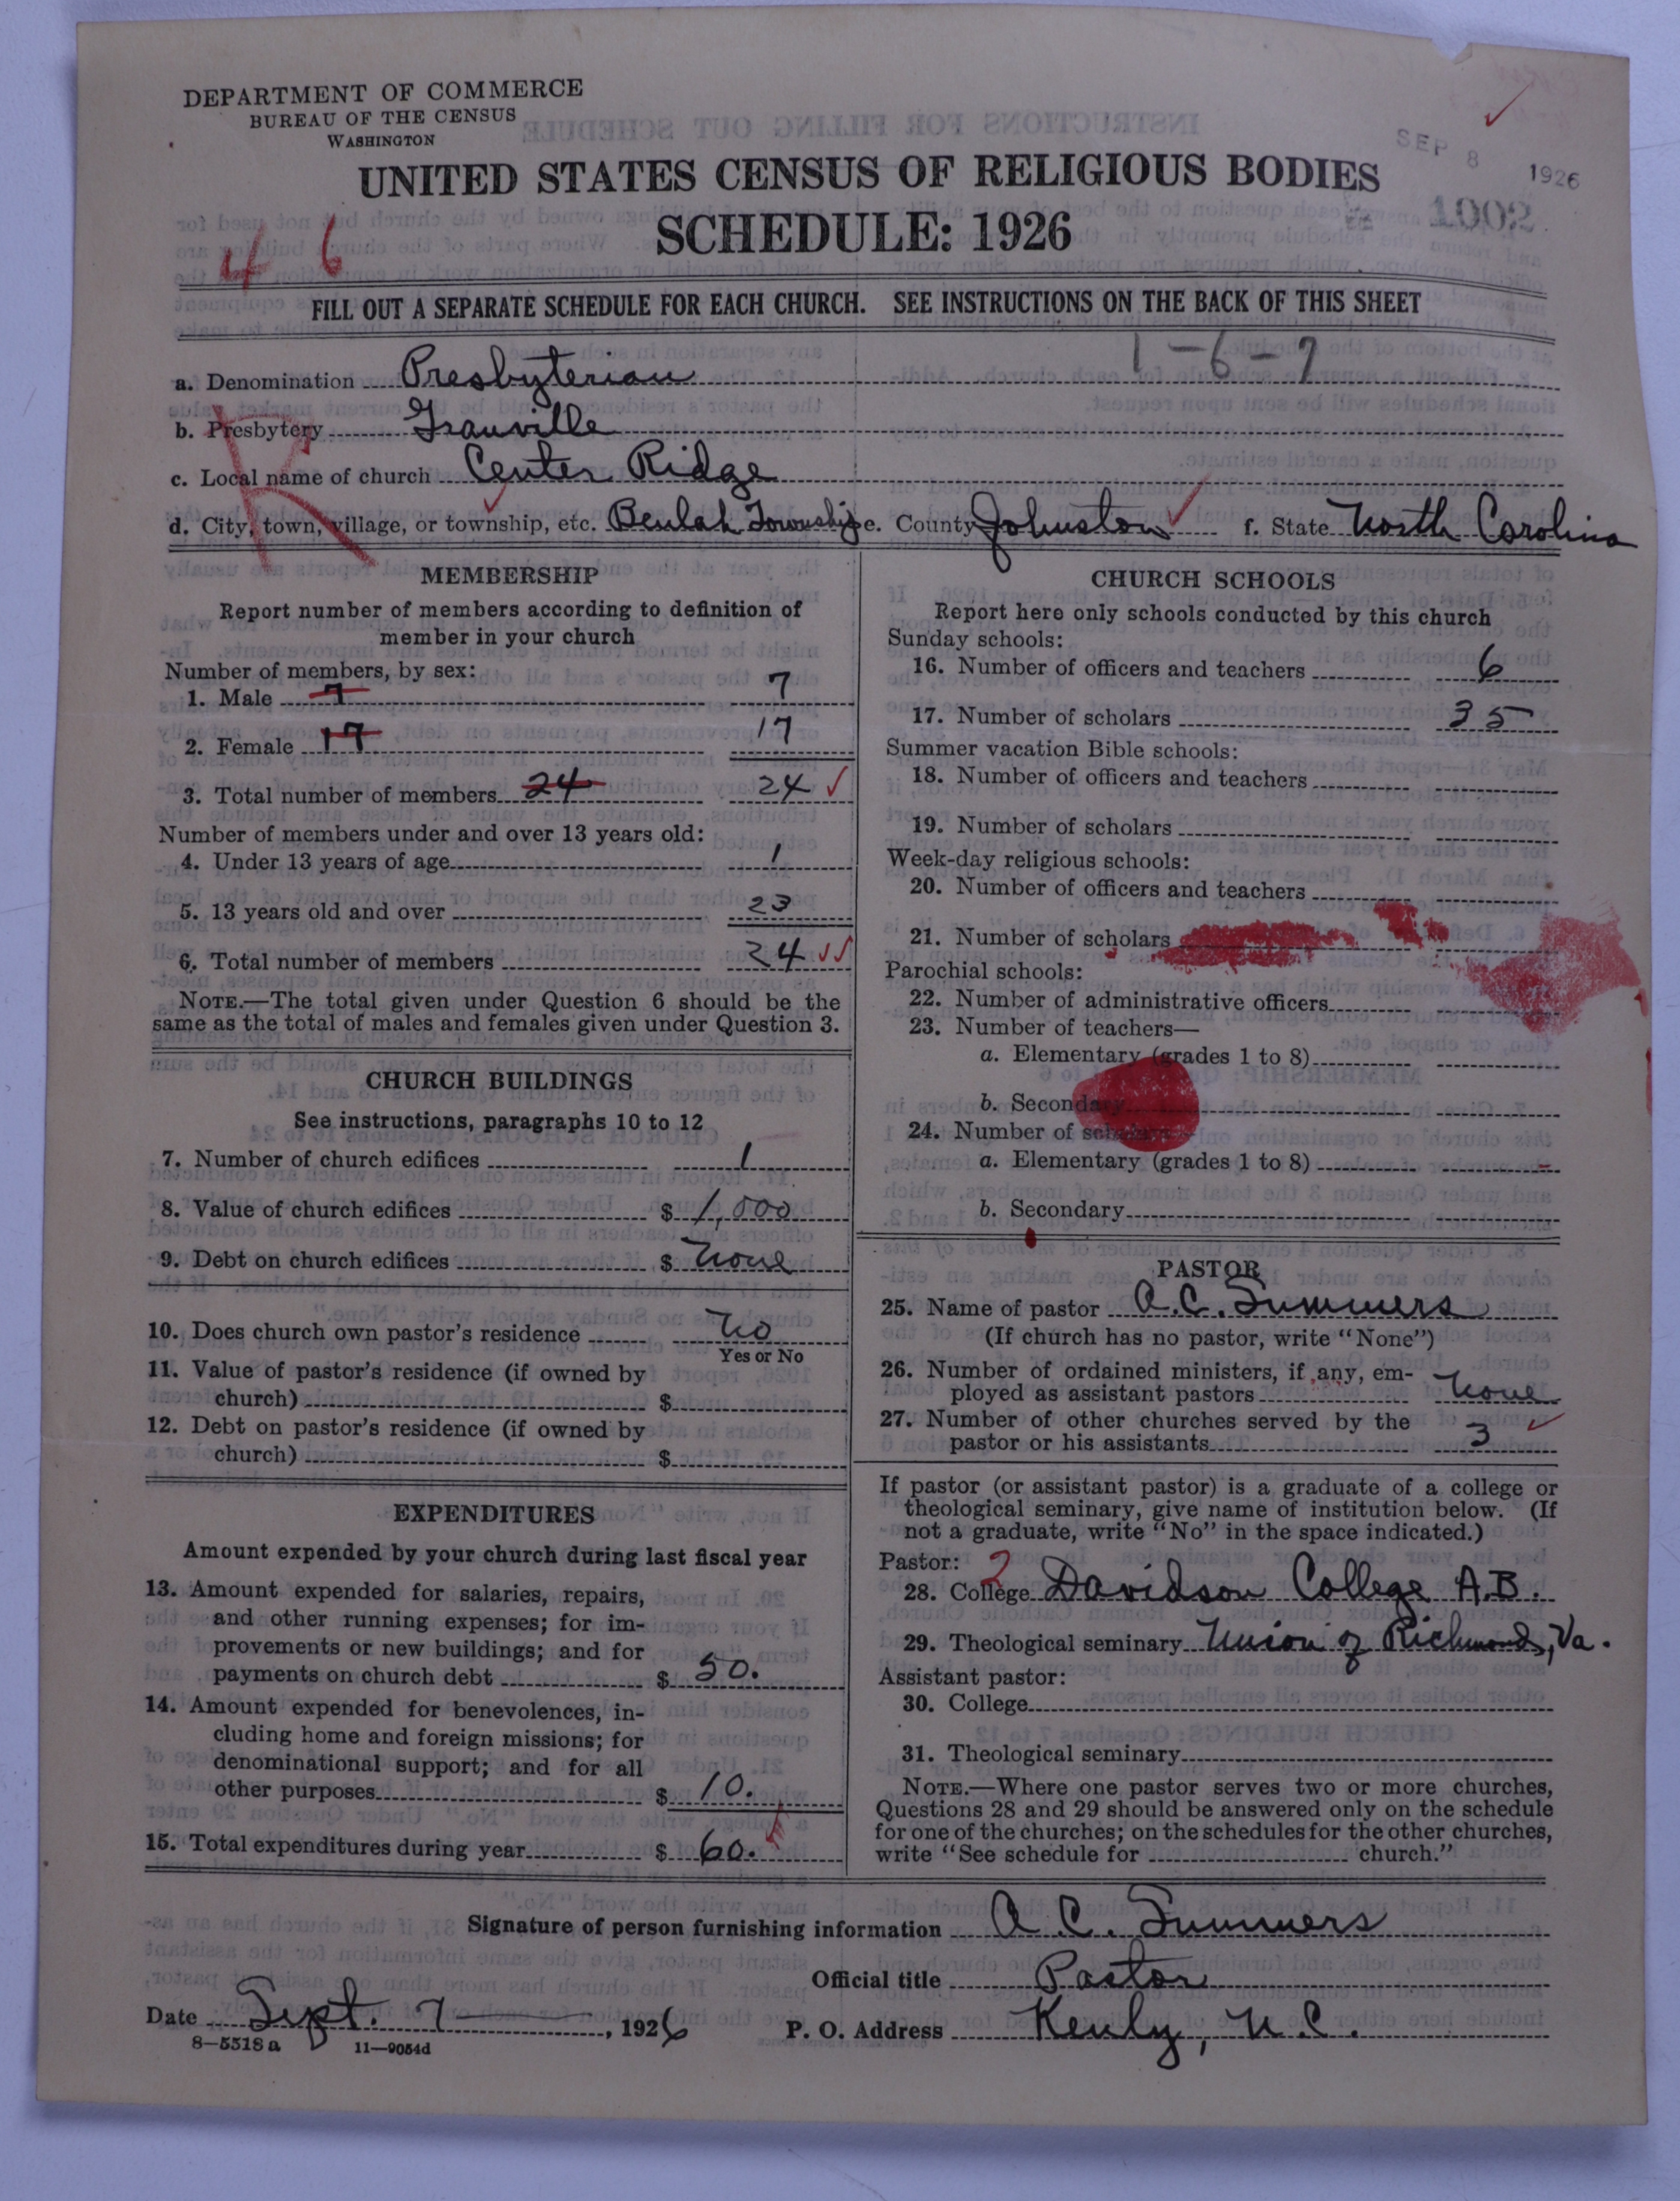 DEPARTMENT OF COMMERCE
BUREAU OF THE CENSUS
WASHINGTON
SEP 8 1926
1002
UNITED STATES CENSUS OF RELIGIOUS BODIES
SCHEDULE: 1926
4 6
FILL OUT A SEPARATE SCHEDULE FOR EACH CHURCH. SEE INSTRUCTIONS ON THE BACK OF THIS SHEET
1-6-7
a. Denomination Presbyterian
b. Presbytery Granville
c. Local name of church Center Ridge
d. City, town, village, or township, etc. Beulah Township e. County Johnston f. State North Carolina
MEMBERSHIP
Report number of members according to definition of
member in your church
Number of members, by sex:
1. Male 7 7
2. Female 17 17
3. Total number of members 24 24
Number of members under and over 13 years old:
4. Under 13 years of age 1
5. 13 years old and over 23
6. Total number of members 24
NOTE.—The total given under Question 6 should be the
same as the total of males and females given under Question 3.
CHURCH BUILDINGS
See instructions, paragraphs 10 to 12
7. Number of church edifices 1
8. Value of church edifices $ 1,000
9. Debt on church edifices $ None
10. Does church own pastor's residence No
Yes or No
11. Value of pastor's residence (if owned by
church) $
12. Debt on pastor's residence (if owned by
church) $
EXPENDITURES
Amount expended by your church during last fiscal year
13. Amount expended for salaries, repairs,
and other running expenses; for im-
provements or new buildings; and for
payments on church debt $ 50.
14. Amount expended for benevolences, in-
cluding home and foreign missions; for
denominational support; and for all
other purposes $ 10.
15. Total expenditures during year $ 60.
CHURCH SCHOOLS
Report here only schools conducted by this church
Sunday schools:
16. Number of officers and teachers 6
17. Number of scholars 35
Summer vacation Bible schools:
18. Number of officers and teachers
19. Number of scholars
Week-day religious schools:
20. Number of officers and teachers
21. Number of scholars
Parochial schools:
22. Number of administrative officers
23. Number of teachers—
a. Elementary (grades 1 to 8)
b. Secondary
24. Number of scholars—
a. Elementary (grades 1 to 8)
b. Secondary
PASTOR
25. Name of pastor A.C. Summers
(If church has no pastor, write "None")
26. Number of ordained ministers, if any, em-
ployed as assistant pastors None
27. Number of other churches served by the
pastor or his assistants 3
If pastor (or assistant pastor) is a graduate of a college or
theological seminary, give name of institution below. (If
not a graduate, write "No" in the space indicated.)
Pastor: 2
28. College Davidson College A.B.
29. Theological seminary Union of Richmond, Va.
Assistant pastor:
30. College
31. Theological seminary
NOTE.—Where one pastor serves two or more churches,
Questions 28 and 29 should be answered only on the schedule
for one of the churches; on the schedules for the other churches,
write "See schedule for church."
Signature of person furnishing information A. C. Summers
Official title Pastor
Date Sept. 7, 1926 P. O. Address Kenly, N.C.
8—5518 a 11—9054d